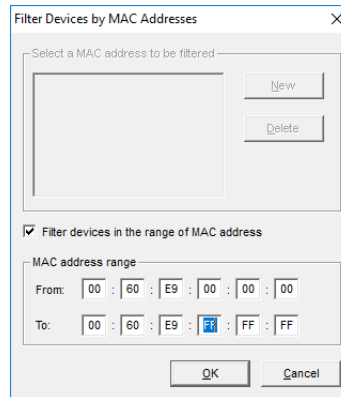 Filter Devices by MAC Addresses
Select a MAC address to be filtered
New
Delete
Filter devices in the range of MAC address
MAC address range
From: 00 : 60 : E9 : 00 : 00 : 00
To: 00 : 60 : E9 : FF : FF : FF
OK Cancel